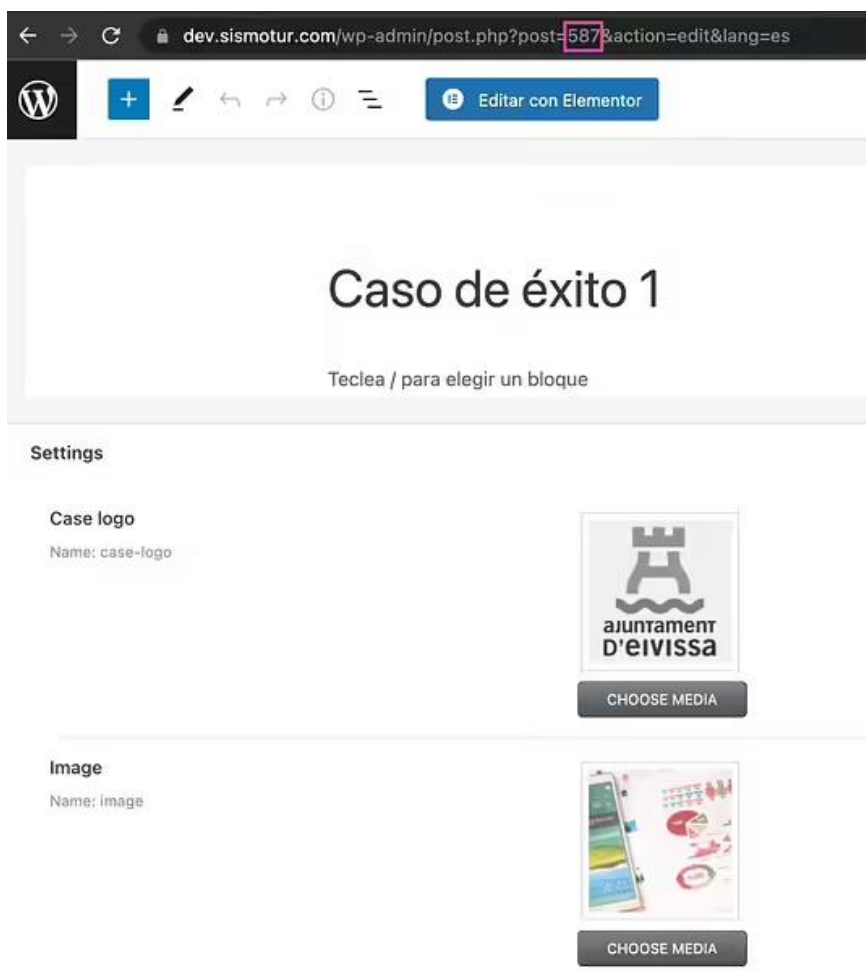 dev.sismotur.com/wp-admin/post.php?post=587&action=edit&lang=es
Editar con Elementor
Caso de éxito 1
Teclea / para elegir un bloque
Settings
Case logo
Name: case-logo
ajuntament
D'eivissa
CHOOSE MEDIA
Image
Name: image
CHOOSE MEDIA